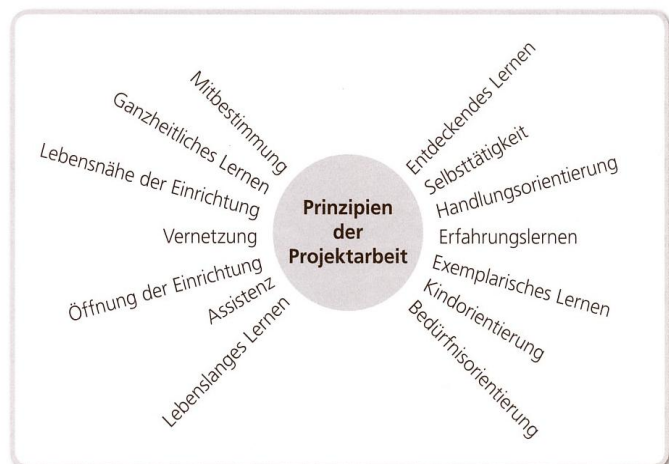 Mitbestimmung
Ganzheitliches Lernen
Lebensnähe der Einrichtung
Vernetzung
Öffnung der Einrichtung
Assistenz
Lebenslanges Lernen
Prinzipien
der
Projektarbeit
Entdeckendes Lernen
Selbsttätigkeit
Handlungsorientierung
Erfahrungslernen
Exemplarisches Lernen
Kindorientierung
Bedürfnisorientierung